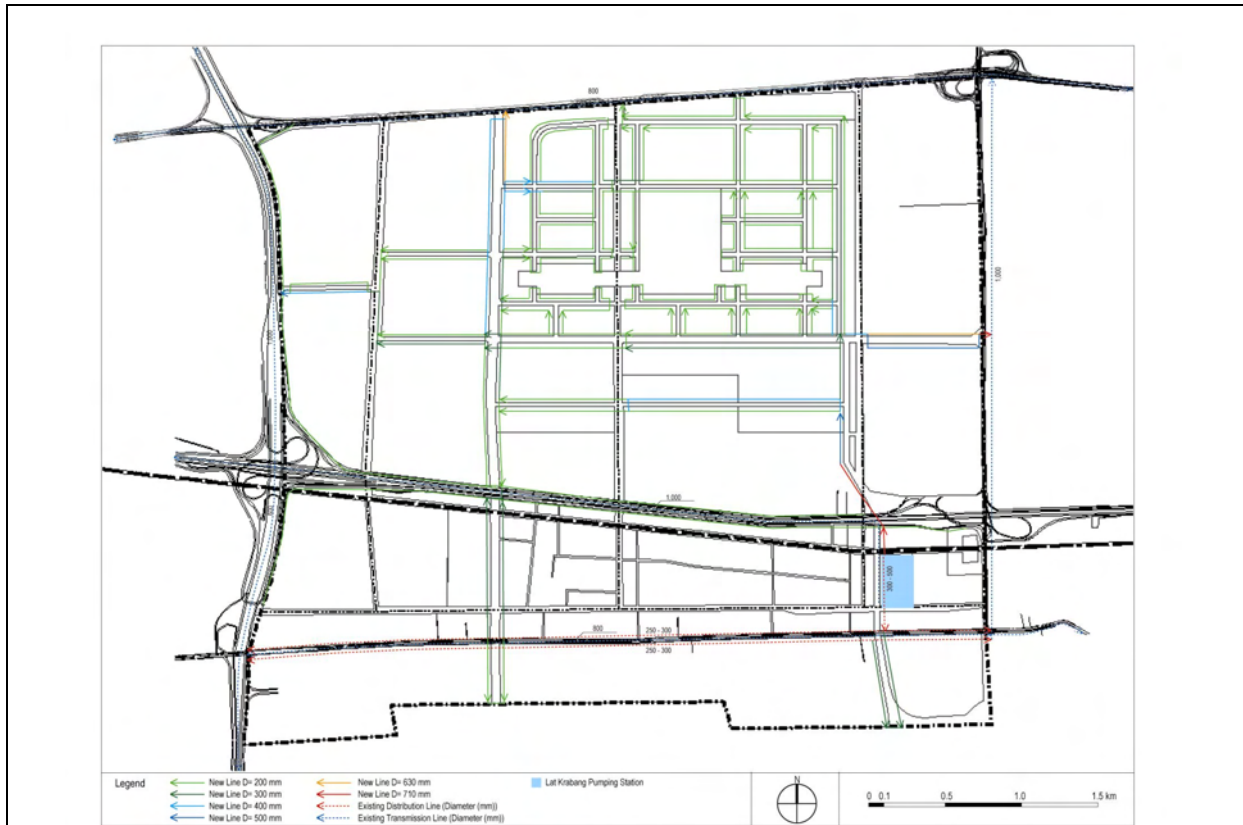 800
1,000
1,000
300 - 500
800
250 - 300
250 - 300
Legend
New Line D= 200 mm
New Line D= 300 mm
New Line D= 400 mm
New Line D= 500 mm
New Line D= 630 mm
New Line D= 710 mm
Existing Distribution Line (Diameter (mm))
Existing Transmission Line (Diameter (mm))
Lat Krabang Pumping Station
N
0 0.1 0.5 1.0 1.5 km